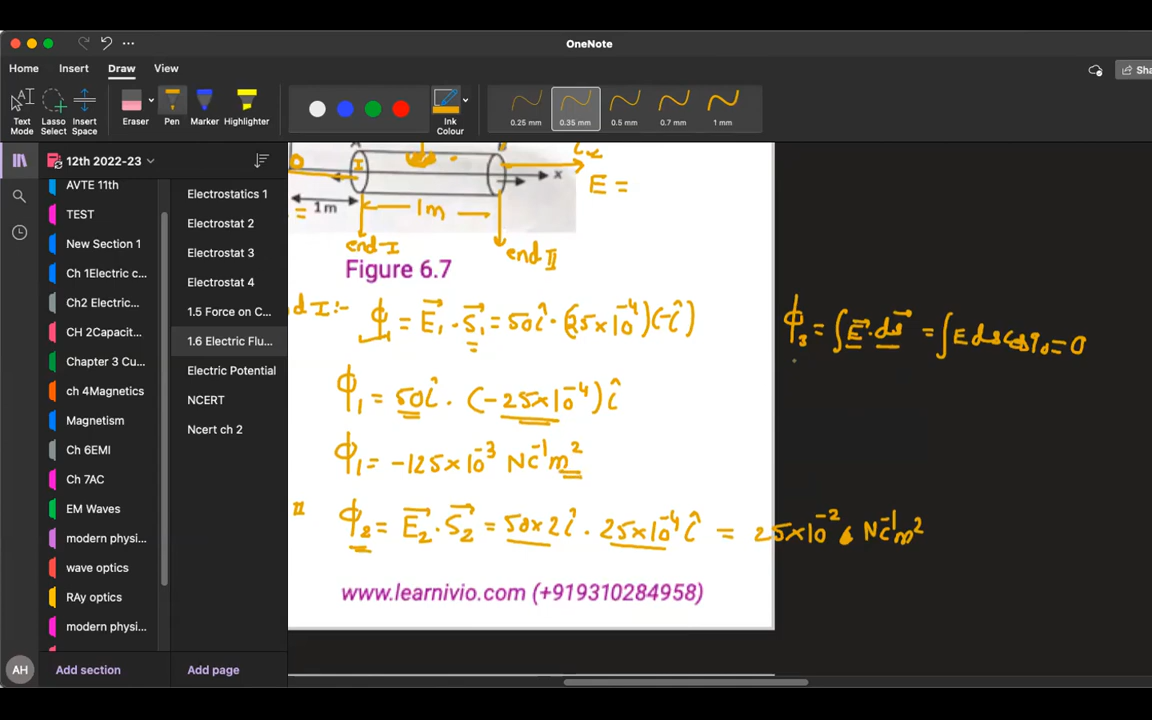 OneNote
Home Insert Draw View
Sha
Text Mode
Lasso Select
Insert Space
Eraser
Pen
Marker
Highlighter
Ink Colour
0.25 mm
0.35 mm
0.5 mm
0.7 mm
1 mm
12th 2022-23
AVTE 11th
TEST
New Section 1
Ch 1Electric c...
Ch2 Electric...
CH 2Capacit...
Chapter 3 Cu...
ch 4Magnetics
Magnetism
Ch 6EMI
Ch 7AC
EM Waves
modern physi...
wave optics
RAy optics
modern physi...
Add section
AH
Electrostatics 1
Electrostat 2
Electrostat 3
Electrostat 4
1.5 Force on C...
1.6 Electric Flu...
Electric Potential
NCERT
Ncert ch 2
Add page
I
x
E =
1m
1m
=
end-I
end II
Figure 6.7
d I:- ϕ₁ = E⃗₁ · S⃗₁ = 50î · (25×10⁻⁴)(-î)
ϕ₁ = 50î · (-25×10⁻⁴)î
ϕ₁ = -125×10⁻³ NC⁻¹m²
II ϕ₂ = E⃗₂ · S⃗₂ = 50×2î · 25×10⁻⁴î = 25×10⁻² NC⁻¹m²
ϕ₃ = ∫E⃗·ds⃗ = ∫E ds cos90 = 0
www.learnivio.com (+919310284958)